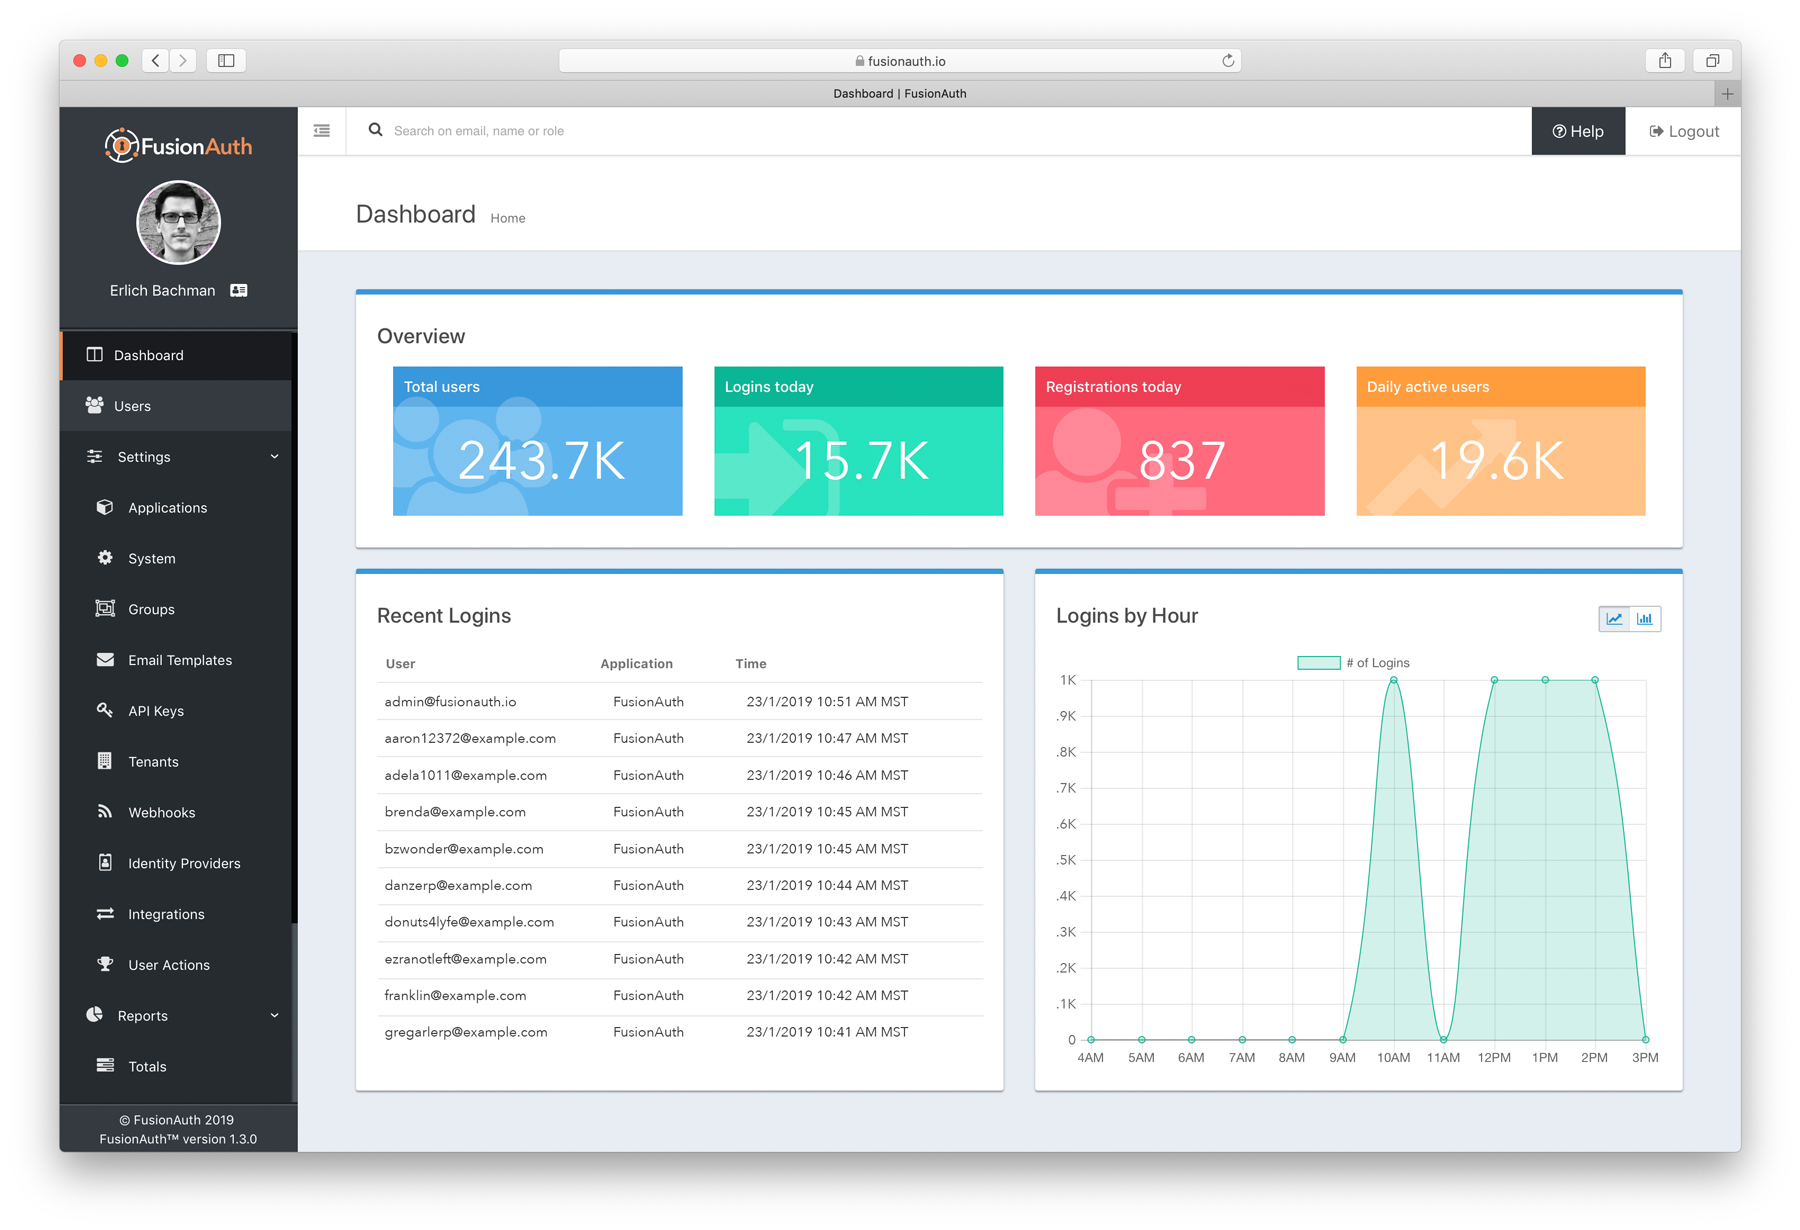 fusionauth.io
Dashboard | FusionAuth
FusionAuth
Search on email, name or role
Help
Logout
Erlich Bachman
Dashboard
Users
Settings
Applications
System
Groups
Email Templates
API Keys
Tenants
Webhooks
Identity Providers
Integrations
User Actions
Reports
Totals
© FusionAuth 2019
FusionAuth™ version 1.3.0
Dashboard Home
Overview
Total users
243.7K
Logins today
15.7K
Registrations today
837
Daily active users
19.6K
Recent Logins
User Application Time
admin@fusionauth.io FusionAuth 23/1/2019 10:51 AM MST
aaron12372@example.com FusionAuth 23/1/2019 10:47 AM MST
adela1011@example.com FusionAuth 23/1/2019 10:46 AM MST
brenda@example.com FusionAuth 23/1/2019 10:45 AM MST
bzwonder@example.com FusionAuth 23/1/2019 10:45 AM MST
danzerp@example.com FusionAuth 23/1/2019 10:44 AM MST
donuts4lyfe@example.com FusionAuth 23/1/2019 10:43 AM MST
ezranotleft@example.com FusionAuth 23/1/2019 10:42 AM MST
franklin@example.com FusionAuth 23/1/2019 10:42 AM MST
gregarlerp@example.com FusionAuth 23/1/2019 10:41 AM MST
Logins by Hour
# of Logins
1K
.9K
.8K
.7K
.6K
.5K
.4K
.3K
.2K
.1K
0
4AM 5AM 6AM 7AM 8AM 9AM 10AM 11AM 12PM 1PM 2PM 3PM